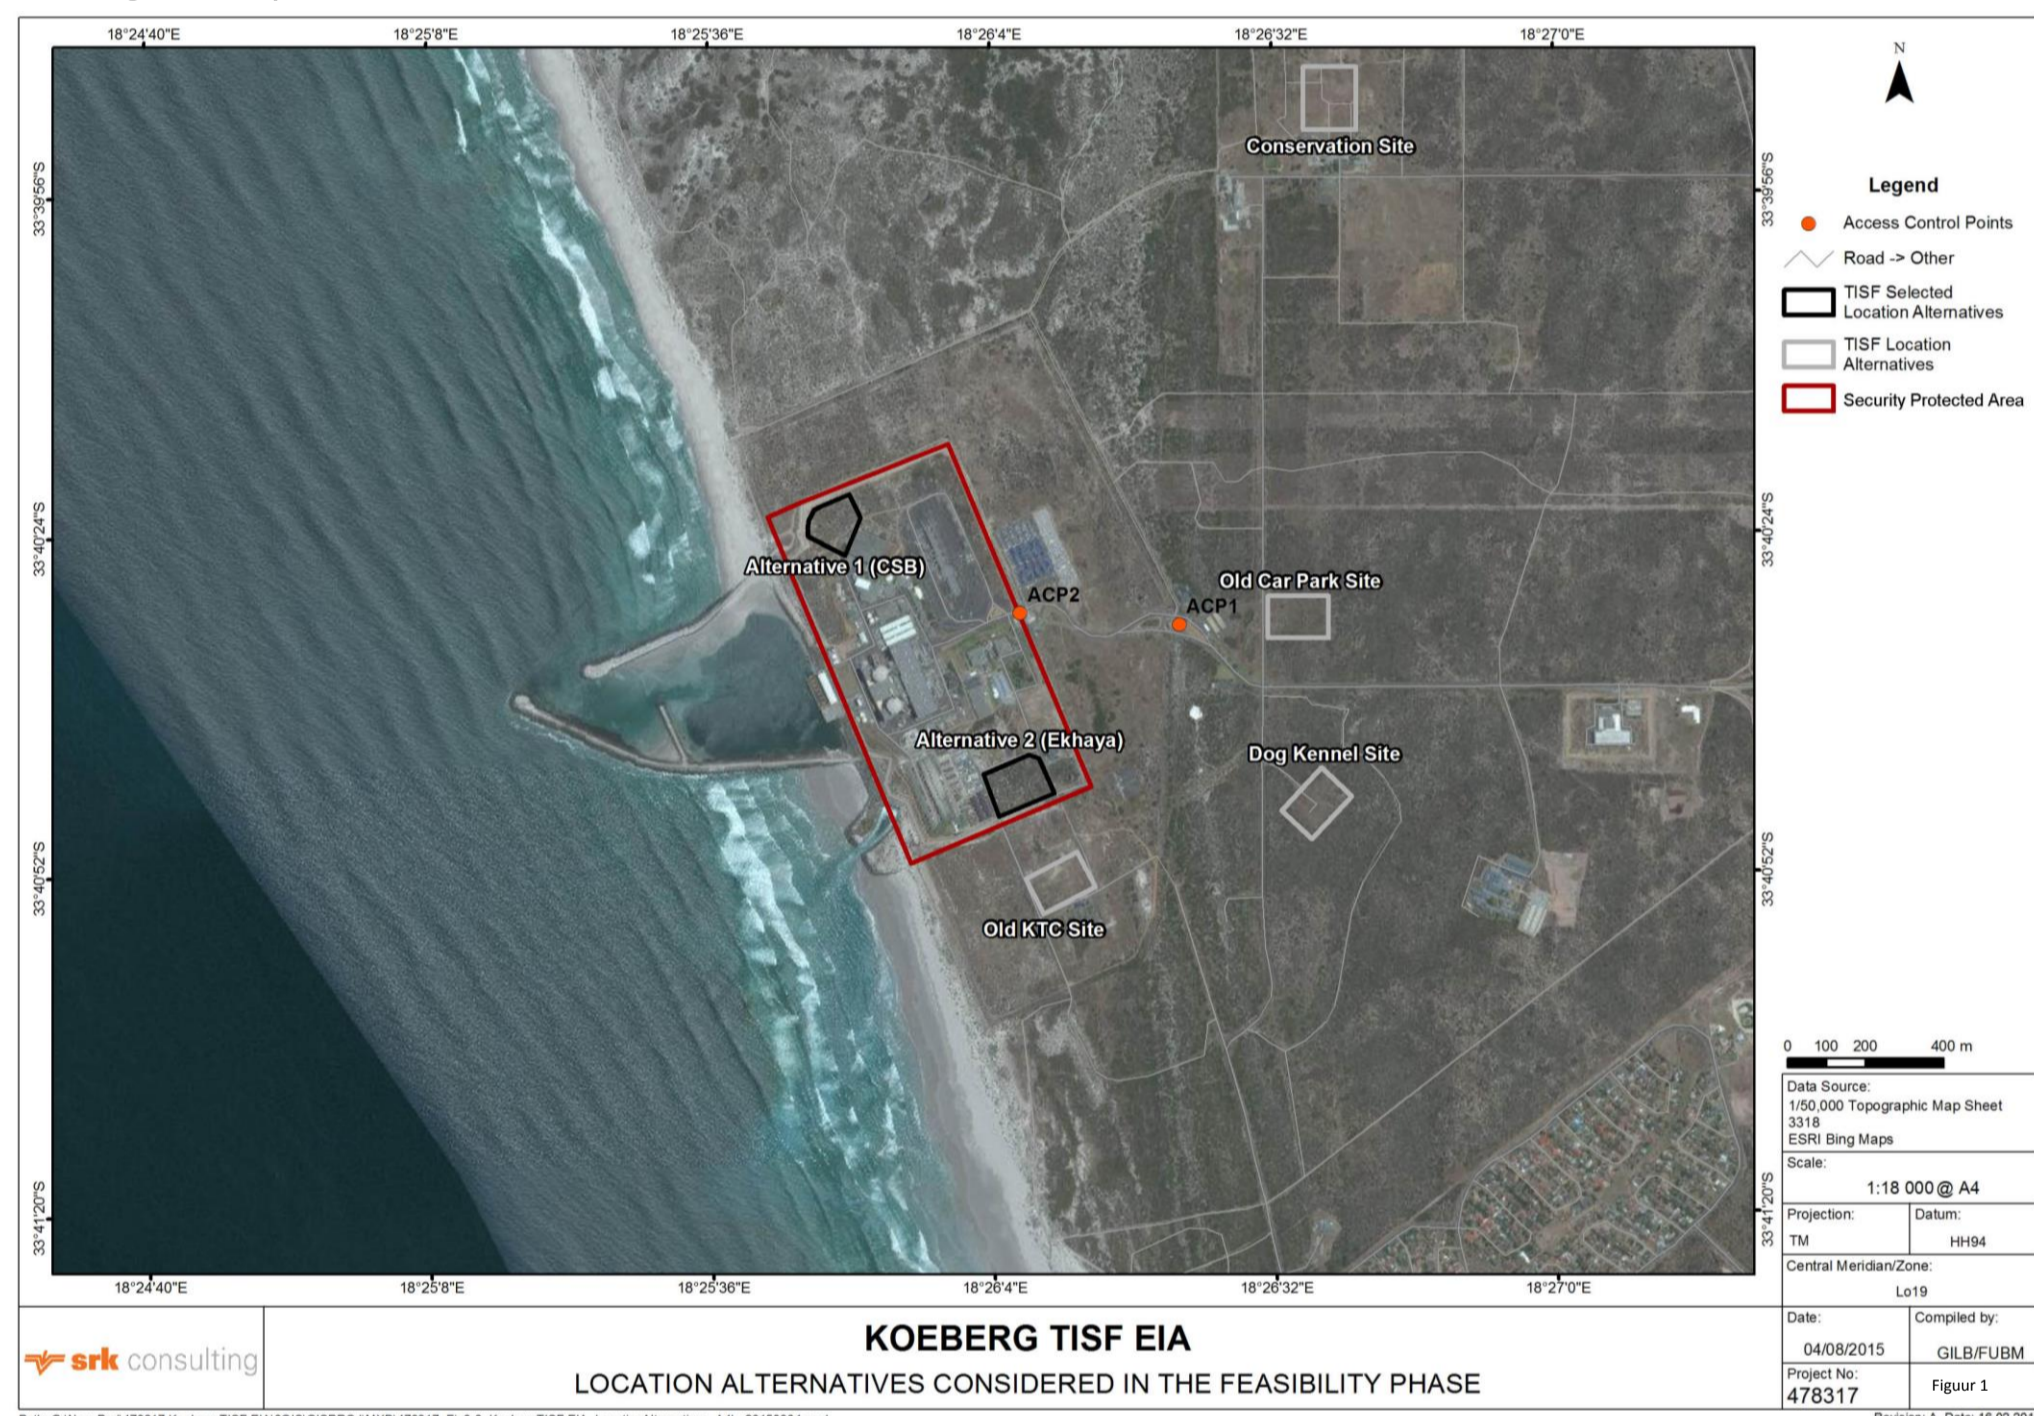 18°24'40"E
18°25'8"E
18°25'36"E
18°26'4"E
18°26'32"E
18°27'0"E
33°39'56"S
33°40'24"S
33°40'52"S
33°41'20"S
33°39'56"S
33°40'24"S
33°40'52"S
33°41'20"S
Conservation Site
Alternative 1 (CSB)
ACP2
ACP1
Old Car Park Site
Alternative 2 (Ekhaya)
Dog Kennel Site
Old KTC Site
18°24'40"E
18°25'8"E
18°25'36"E
18°26'4"E
18°26'32"E
18°27'0"E
N
Legend
Access Control Points
Road -> Other
TISF Selected
Location Alternatives
TISF Location
Alternatives
Security Protected Area
0 100 200 400 m
Data Source:
1/50,000 Topographic Map Sheet
3318
ESRI Bing Maps
Scale:
1:18 000 @ A4
Projection:
TM
Datum:
HH94
Central Meridian/Zone:
Lo19
Date:
04/08/2015
Compiled by:
GILB/FUBM
Project No:
478317
Figuur 1
srk consulting
KOEBERG TISF EIA
LOCATION ALTERNATIVES CONSIDERED IN THE FEASIBILITY PHASE